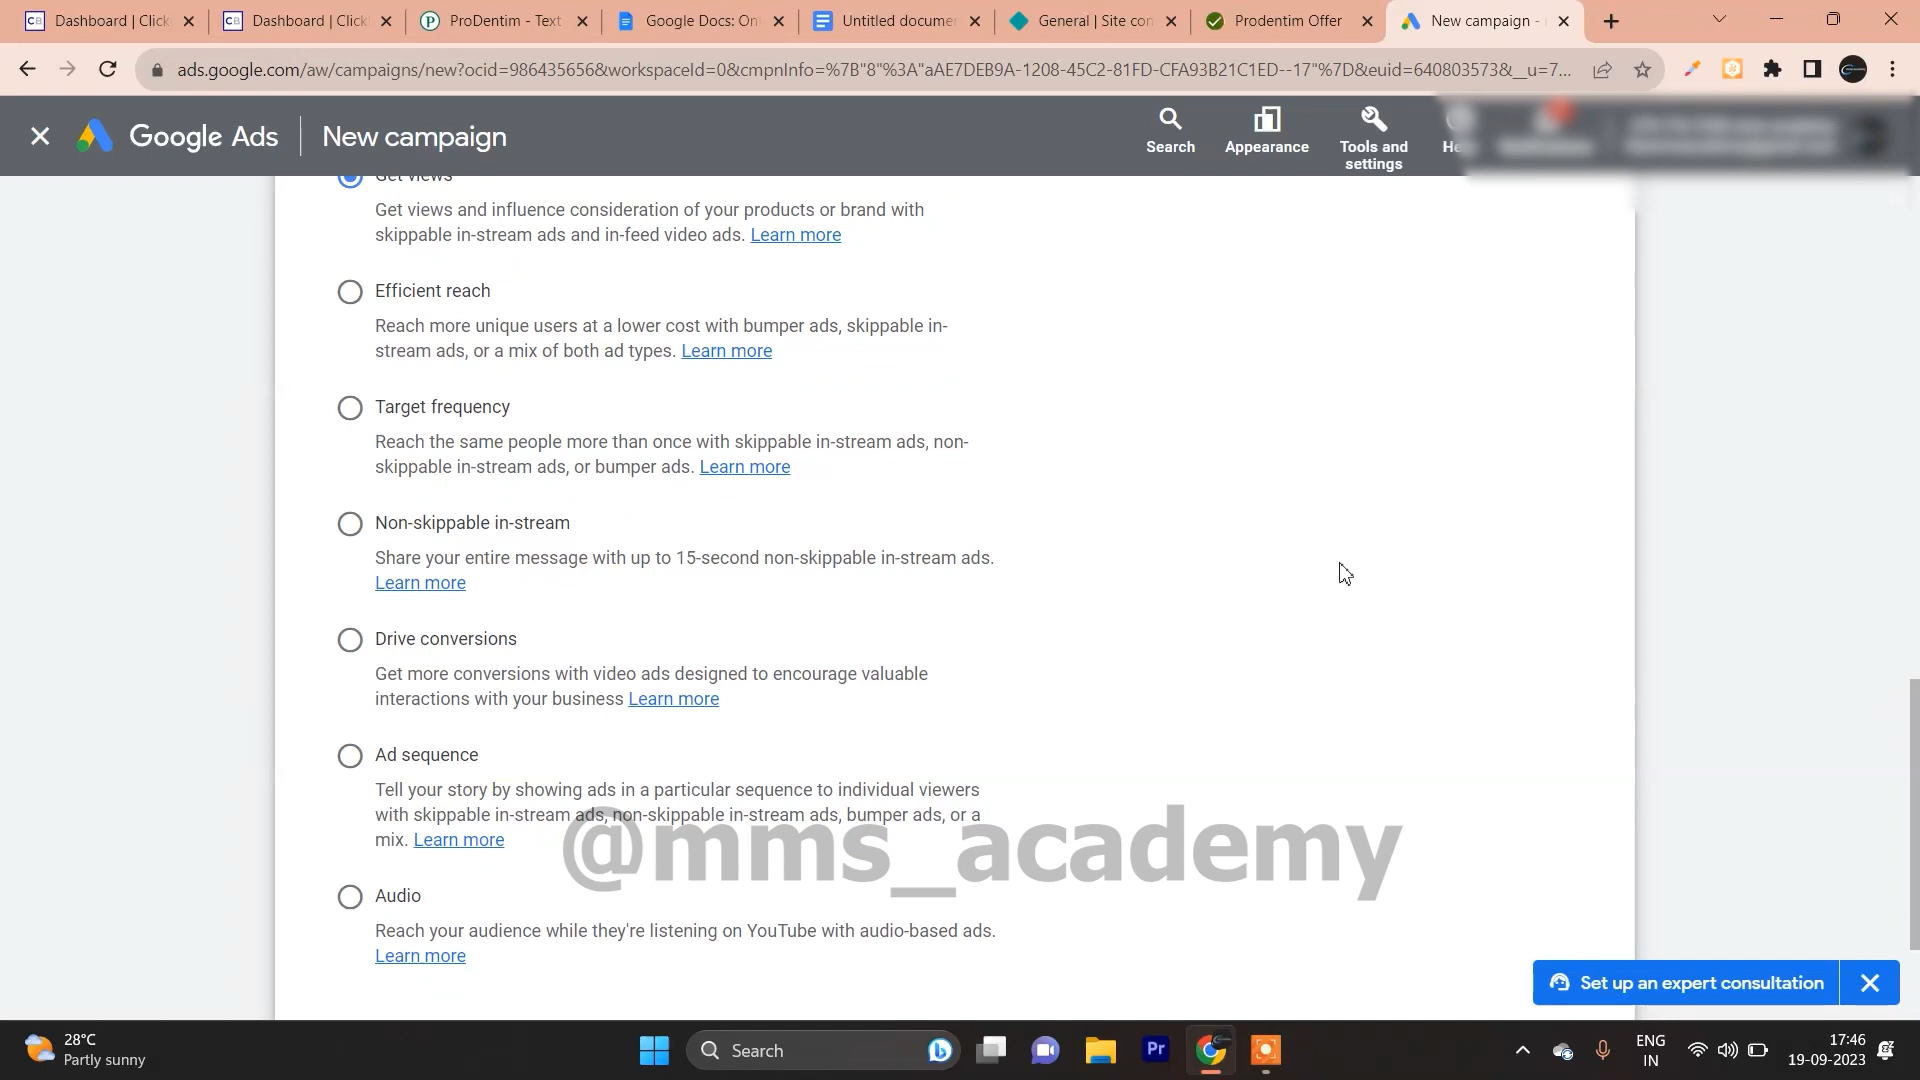 Dashboard | Click
Dashboard | Click
ProDentim - Text
Google Docs: Onl
Untitled documen
General | Site con
Prodentim Offer
New campaign -
ads.google.com/aw/campaigns/new?ocid=986435656&workspaceId=0&cmpnInfo=%7B"8"%3A"aAE7DEB9A-1208-45C2-81FD-CFA93B21C1ED--17"%7D&euid=640803573&__u=7...
Google Ads
New campaign
Search
Appearance
Tools and
settings
He
Get views
Get views and influence consideration of your products or brand with
skippable in-stream ads and in-feed video ads. Learn more
Efficient reach
Reach more unique users at a lower cost with bumper ads, skippable in-
stream ads, or a mix of both ad types. Learn more
Target frequency
Reach the same people more than once with skippable in-stream ads, non-
skippable in-stream ads, or bumper ads. Learn more
Non-skippable in-stream
Share your entire message with up to 15-second non-skippable in-stream ads.
Learn more
Drive conversions
Get more conversions with video ads designed to encourage valuable
interactions with your business Learn more
Ad sequence
Tell your story by showing ads in a particular sequence to individual viewers
with skippable in-stream ads, non-skippable in-stream ads, bumper ads, or a
mix. Learn more
@mms_academy
Audio
Reach your audience while they're listening on YouTube with audio-based ads.
Learn more
Set up an expert consultation
28°C
Partly sunny
Search
Pr
ENG
IN
17:46
19-09-2023